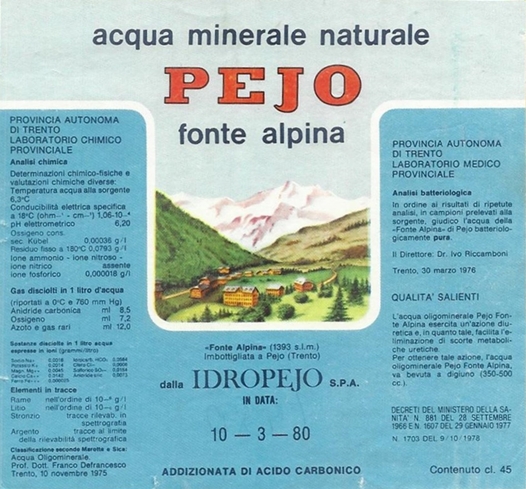 acqua minerale naturale
PEJO
fonte alpina
PROVINCIA AUTONOMA
DI TRENTO
LABORATORIO CHIMICO
PROVINCIALE
Analisi chimica
Determinazioni chimico-fisiche e
valutazioni chimiche diverse:
Temperatura acqua alla sorgente
6,3°C
Conducibilità elettrica specifica
a 18°C (ohm-¹ - cm-¹) 1,06·10-⁴
pH elettrometrico 6,20
Ossigeno cons.
sec. Kübel 0,00036 g/l
Residuo fisso a 180°C 0,0793 g/l
Ione ammonio - ione nitroso -
ione nitrico assente
ione fosforico 0,000018 g/l
Gas disciolti in 1 litro d'acqua
(riportati a 0°C e 760 mm Hg)
Anidride carbonica ml 8,5
Ossigeno ml 7,2
Azoto e gas rari ml 12,0
Sostanze disciolte in 1 litro acqua
espresse in ioni (grammo/litro)
Elementi in tracce
Rame nell'ordine di 10-⁸ g/l
Litio nell'ordine di 10-⁸ g/l
Stronzio tracce rilevab. in
spettrografia
Argento tracce al limite
della rilevabilità spettrografica
Classificazione secondo Marotta e Sica:
Acqua Oligominerale
Prof. Dott. Franco Defrancesco
Trento, 10 novembre 1975
«Fonte Alpina» (1393 s.l.m.)
Imbottigliata a Pejo (Trento)
dalla IDROPEJO S.P.A.
IN DATA:
10 — 3 — 80
ADDIZIONATA DI ACIDO CARBONICO
PROVINCIA AUTONOMA
DI TRENTO
LABORATORIO MEDICO
PROVINCIALE
Analisi batteriologica
In ordine ai risultati di ripetute
analisi, in campioni prelevati alla
sorgente, giudico l'acqua della
«Fonte Alpina» di Pejo batteriolo-
gicamente pura.
Il Direttore: Dr. Ivo Riccamboni
Trento, 30 marzo 1976
QUALITA' SALIENTI
L'acqua oligominerale Pejo Fon-
te Alpina esercita un'azione diu-
retica e, in quanto tale, facilita l'e-
liminazione di scorte metaboli-
che uretiche.
Per ottenere tale azione, l'acqua
oligominerale Pejo Fonte Alpina,
va bevuta a digiuno (350-500
cc.)
DECRETI DEL MINISTERO DELLA SA-
NITA' N. 881 DEL 28 SETTEMBRE
1966 E N. 1607 DEL 29 GENNAIO 1977
N. 1703 DEL 9/10/1978
Contenuto cl. 45